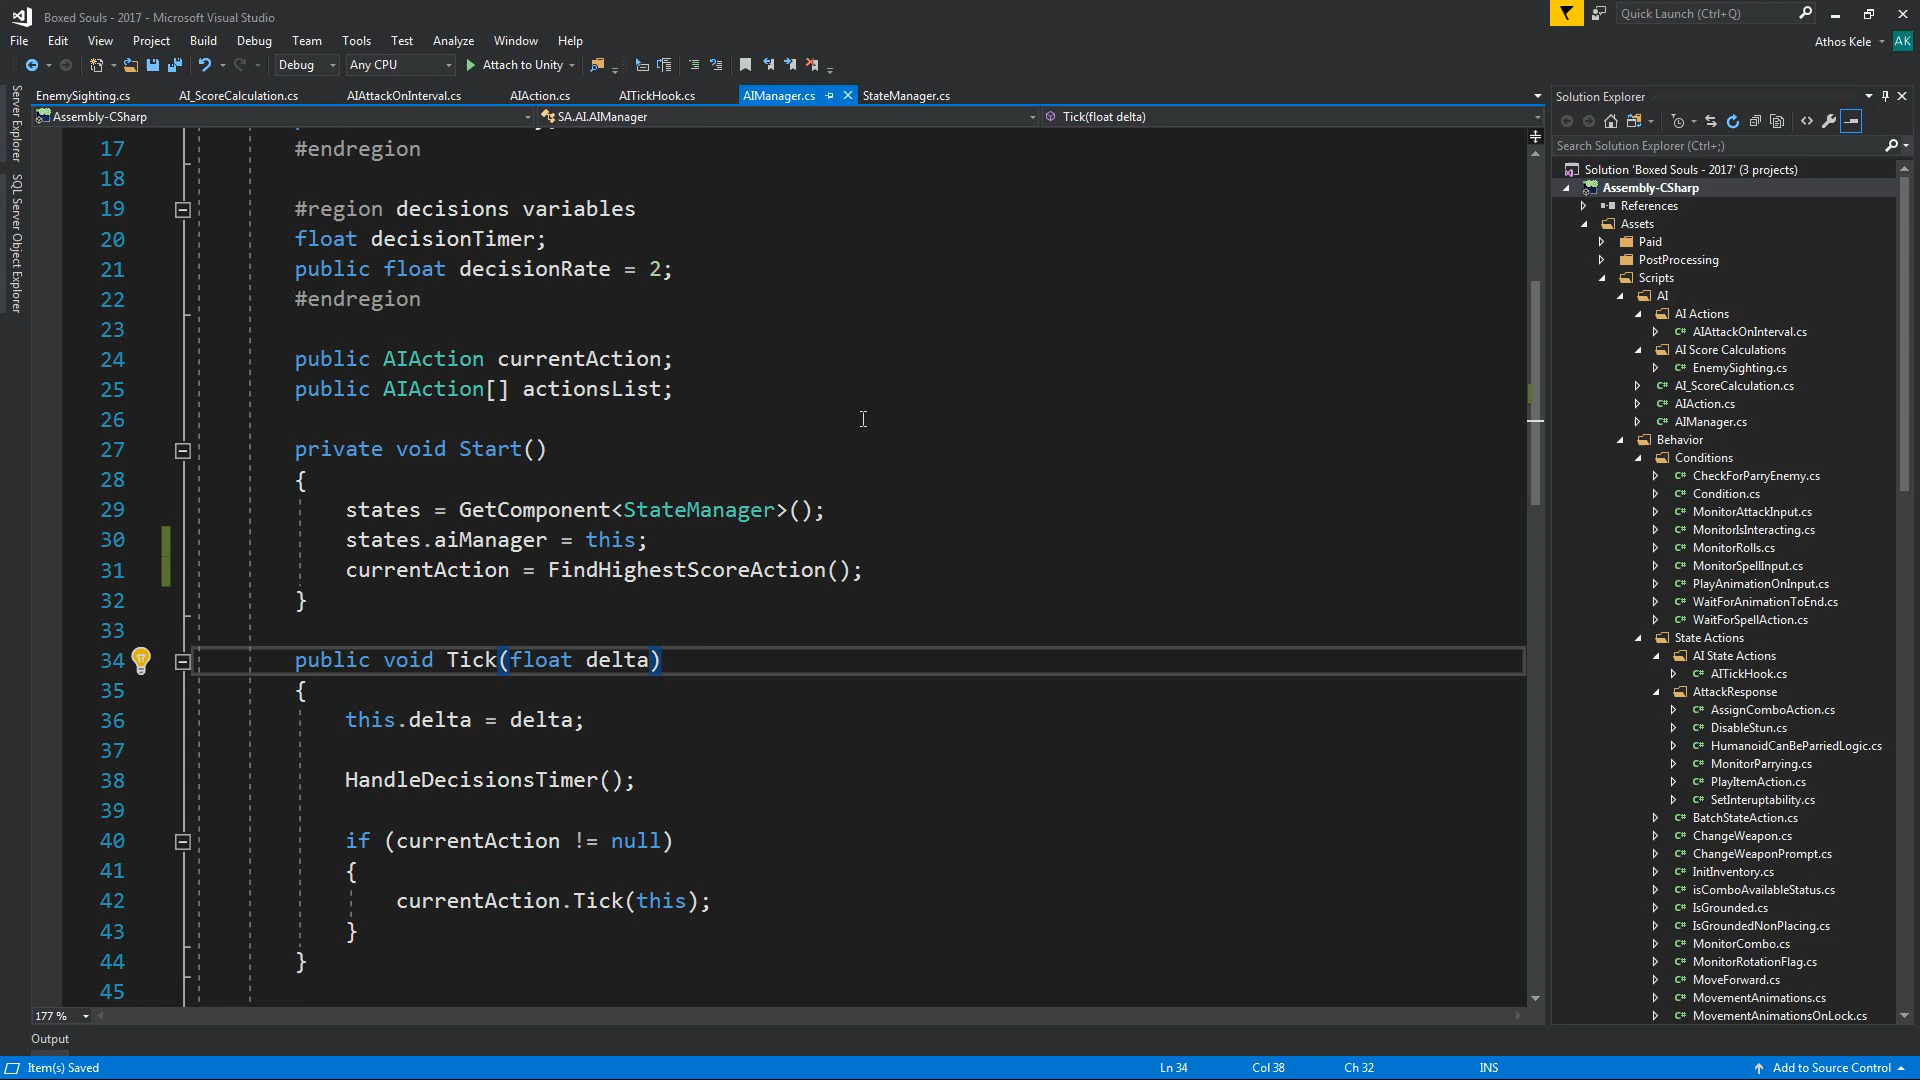 Boxed Souls - 2017 - Microsoft Visual Studio
Quick Launch (Ctrl+Q)
File Edit View Project Build Debug Team Tools Test Analyze Window Help
Athos Kele AK
Debug Any CPU Attach to Unity
Server Explorer
SQL Server Object Explorer
EnemySighting.cs AI_ScoreCalculation.cs AIAttackOnInterval.cs AIAction.cs AITickHook.cs AIManager.cs StateManager.cs
Assembly-CSharp SA.AI.AIManager Tick(float delta)
17 #endregion
18
19 #region decisions variables
20 float decisionTimer;
21 public float decisionRate = 2;
22 #endregion
23
24 public AIAction currentAction;
25 public AIAction[] actionsList;
26
27 private void Start()
28 {
29 states = GetComponent<StateManager>();
30 states.aiManager = this;
31 currentAction = FindHighestScoreAction();
32 }
33
34 public void Tick(float delta)
35 {
36 this.delta = delta;
37
38 HandleDecisionsTimer();
39
40 if (currentAction != null)
41 {
42 currentAction.Tick(this);
43 }
44 }
45
177 %
Output
Item(s) Saved
Ln 34 Col 38 Ch 32 INS
Add to Source Control
Solution Explorer
Search Solution Explorer (Ctrl+;)
Solution 'Boxed Souls - 2017' (3 projects)
Assembly-CSharp
References
Assets
Paid
PostProcessing
Scripts
AI
AI Actions
C# AIAttackOnInterval.cs
AI Score Calculations
C# EnemySighting.cs
C# AI_ScoreCalculation.cs
C# AIAction.cs
C# AIManager.cs
Behavior
Conditions
C# CheckForParryEnemy.cs
C# Condition.cs
C# MonitorAttackInput.cs
C# MonitorIsInteracting.cs
C# MonitorRolls.cs
C# MonitorSpellInput.cs
C# PlayAnimationOnInput.cs
C# WaitForAnimationToEnd.cs
C# WaitForSpellAction.cs
State Actions
AI State Actions
C# AITickHook.cs
AttackResponse
C# AssignComboAction.cs
C# DisableStun.cs
C# HumanoidCanBeParriedLogic.cs
C# MonitorParrying.cs
C# PlayItemAction.cs
C# SetInteruptability.cs
C# BatchStateAction.cs
C# ChangeWeapon.cs
C# ChangeWeaponPrompt.cs
C# InitInventory.cs
C# isComboAvailableStatus.cs
C# IsGrounded.cs
C# IsGroundedNonPlacing.cs
C# MonitorCombo.cs
C# MonitorRotationFlag.cs
C# MoveForward.cs
C# MovementAnimations.cs
C# MovementAnimationsOnLock.cs